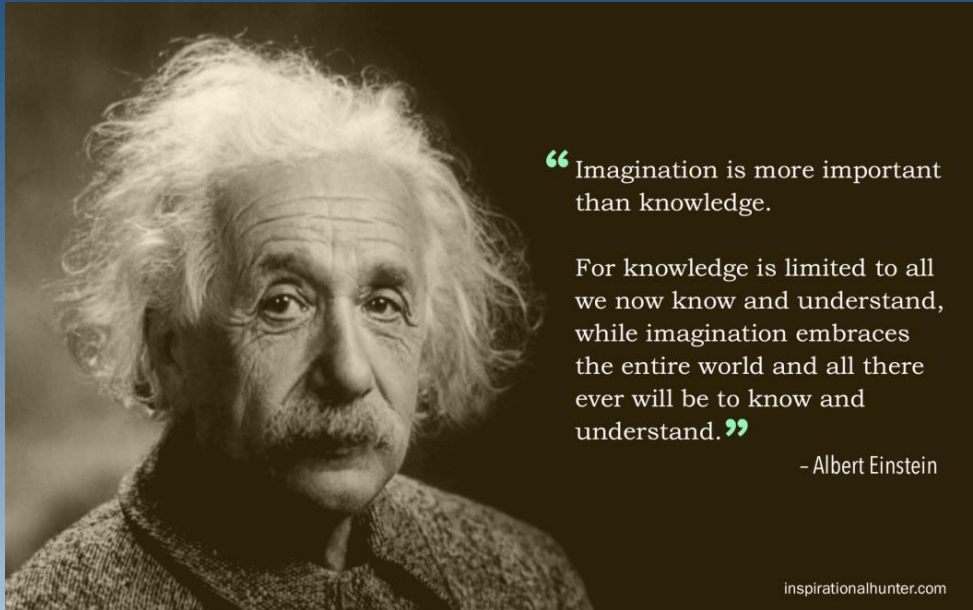 “Imagination is more important
than knowledge.
For knowledge is limited to all
we now know and understand,
while imagination embraces
the entire world and all there
ever will be to know and
understand.”
– Albert Einstein
inspirationalhunter.com